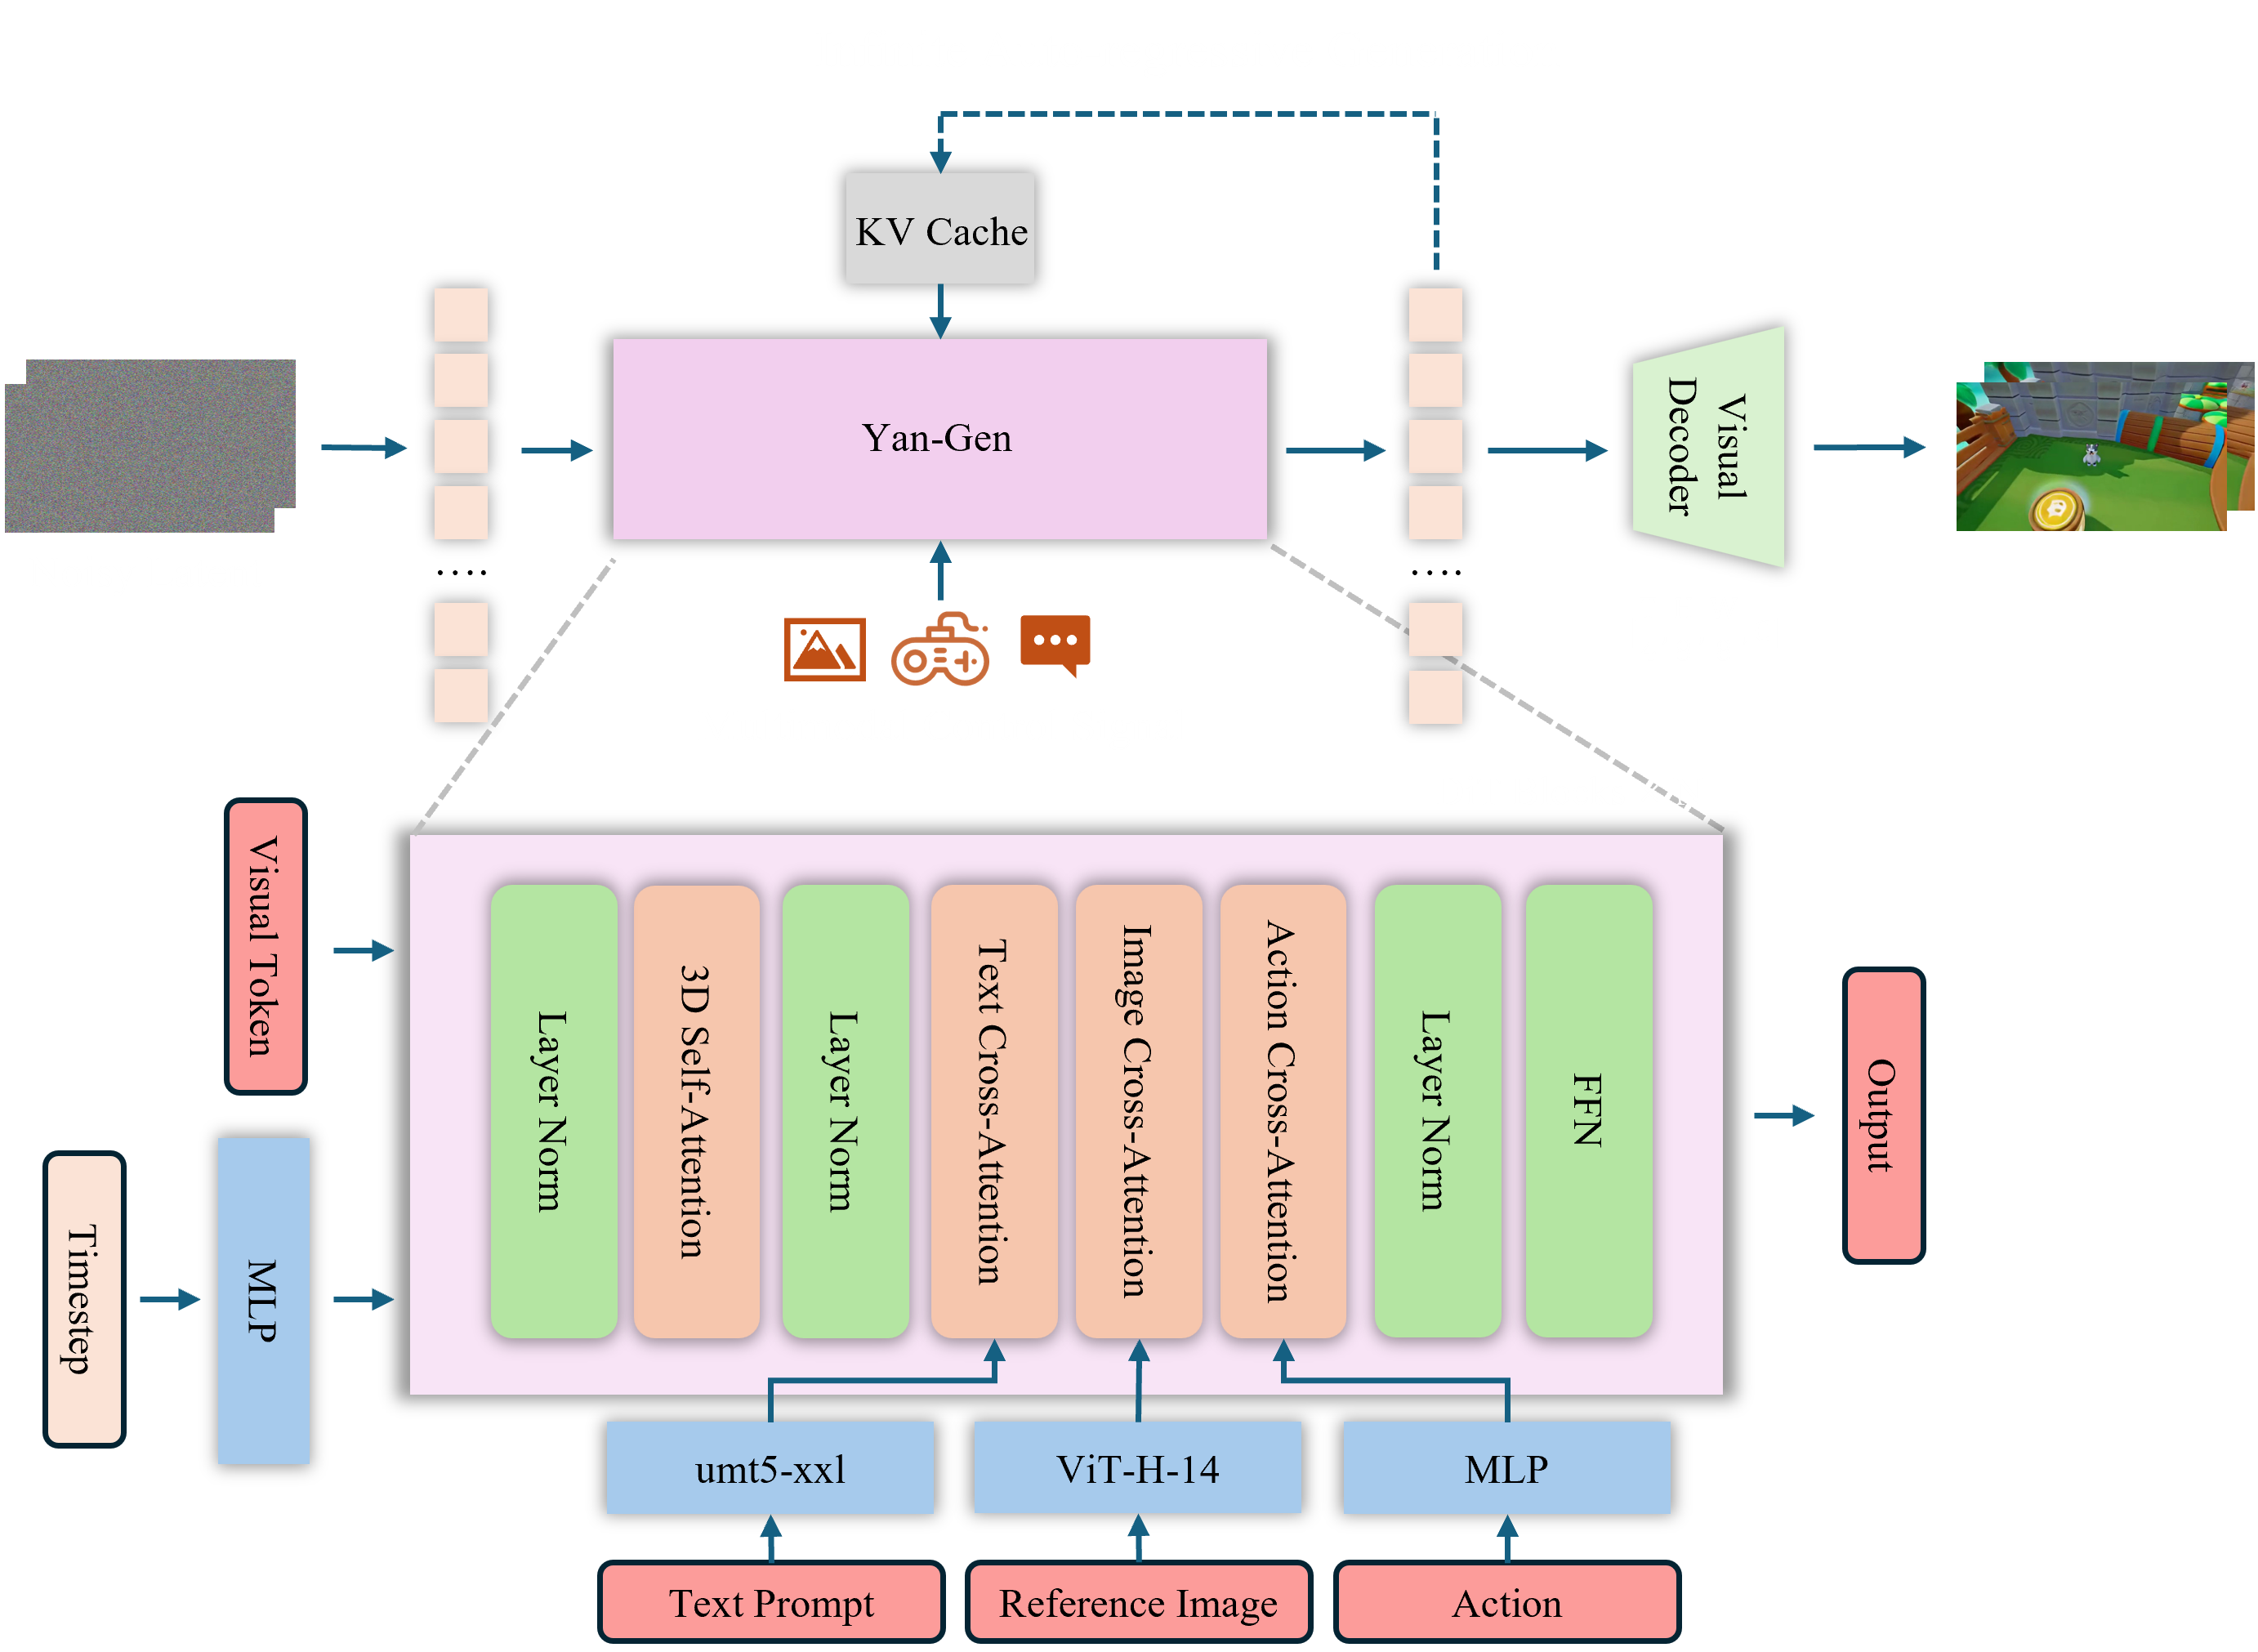 KV Cache
Yan-Gen
Visual
Decoder
....
....
Visual Token
Timestep
MLP
Layer Norm
3D Self-Attention
Layer Norm
Text Cross-Attention
Image Cross-Attention
Action Cross-Attention
Layer Norm
FFN
Output
umt5-xxl
ViT-H-14
MLP
Text Prompt
Reference Image
Action